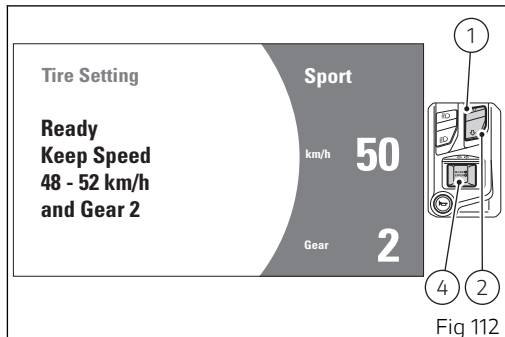 Tire Setting
Sport
Ready
Keep Speed
48 - 52 km/h
and Gear 2
km/h 50
Gear 2
1
4
2
Fig 112